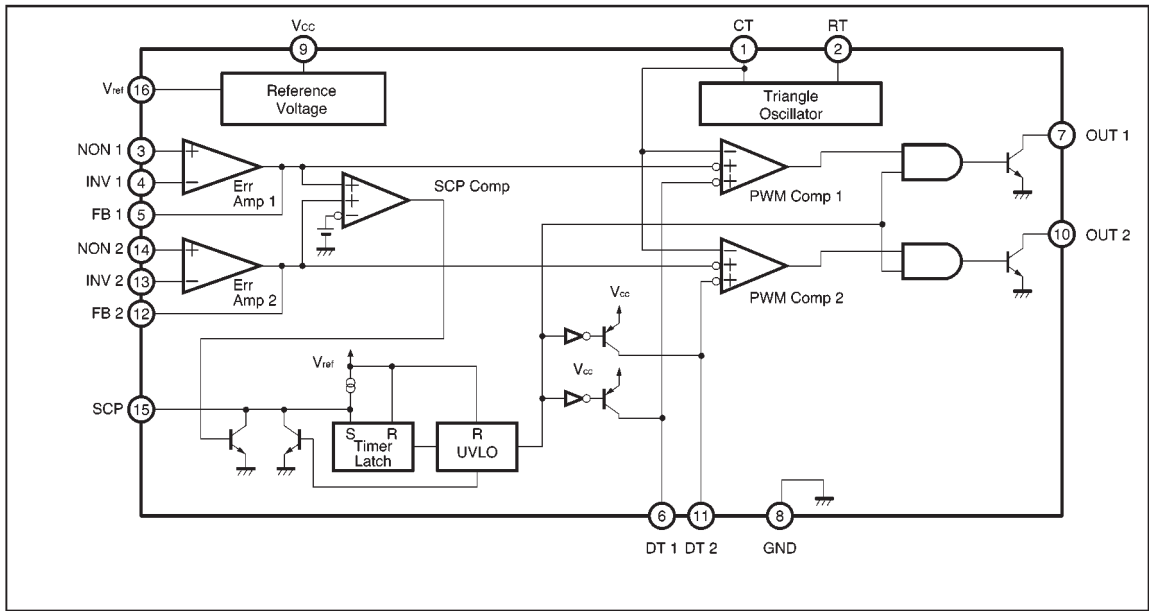 Vcc CT RT
9 1 2
Vref 16 Reference Voltage
Triangle Oscillator
NON 1 3 + 7 OUT 1
INV 1 4 − Err Amp 1
+ + − SCP Comp
− + + PWM Comp 1
FB 1 5
NON 2 14 + 10 OUT 2
INV 2 13 − Err Amp 2
− + + PWM Comp 2
FB 2 12
Vcc
Vref
Vcc
SCP 15
S R Timer Latch
R UVLO
6 11 8
DT 1 DT 2 GND